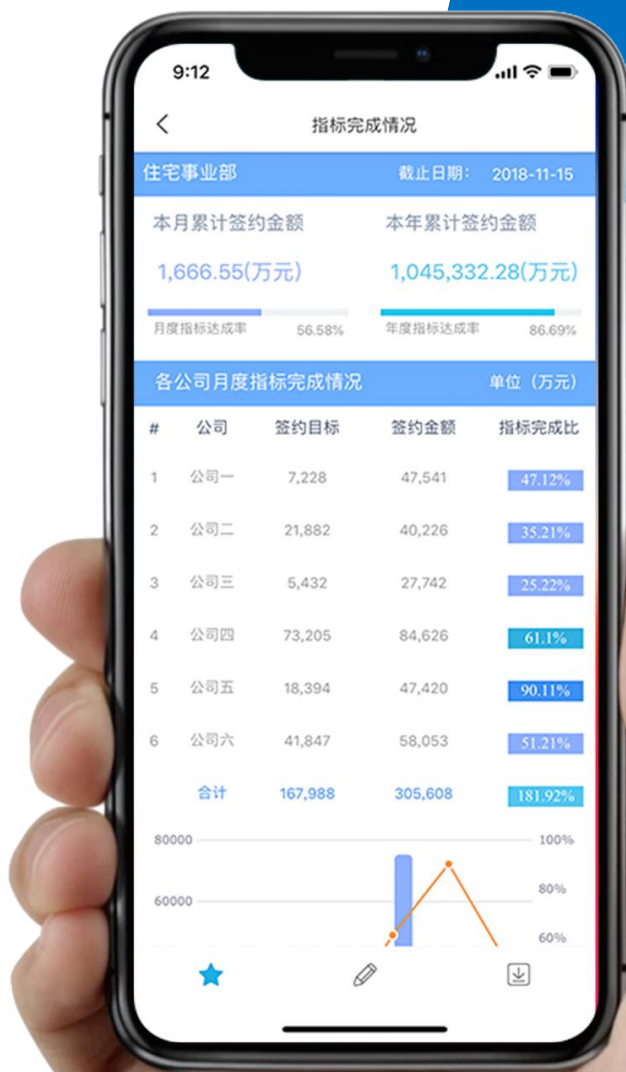 9:12
指标完成情况
住宅事业部 截止日期： 2018-11-15
本月累计签约金额 本年累计签约金额
1,666.55(万元) 1,045,332.28(万元)
月度指标达成率 56.58% 年度指标达成率 86.69%
各公司月度指标完成情况 单位（万元）
# 公司 签约目标 签约金额 指标完成比
1 公司一 7,228 47,541 47.12%
2 公司二 21,882 40,226 35.21%
3 公司三 5,432 27,742 25.22%
4 公司四 73,205 84,626 61.1%
5 公司五 18,394 47,420 90.11%
6 公司六 41,847 58,053 51.21%
合计 167,988 305,608 181.92%
80000 100%
80%
60000
60%